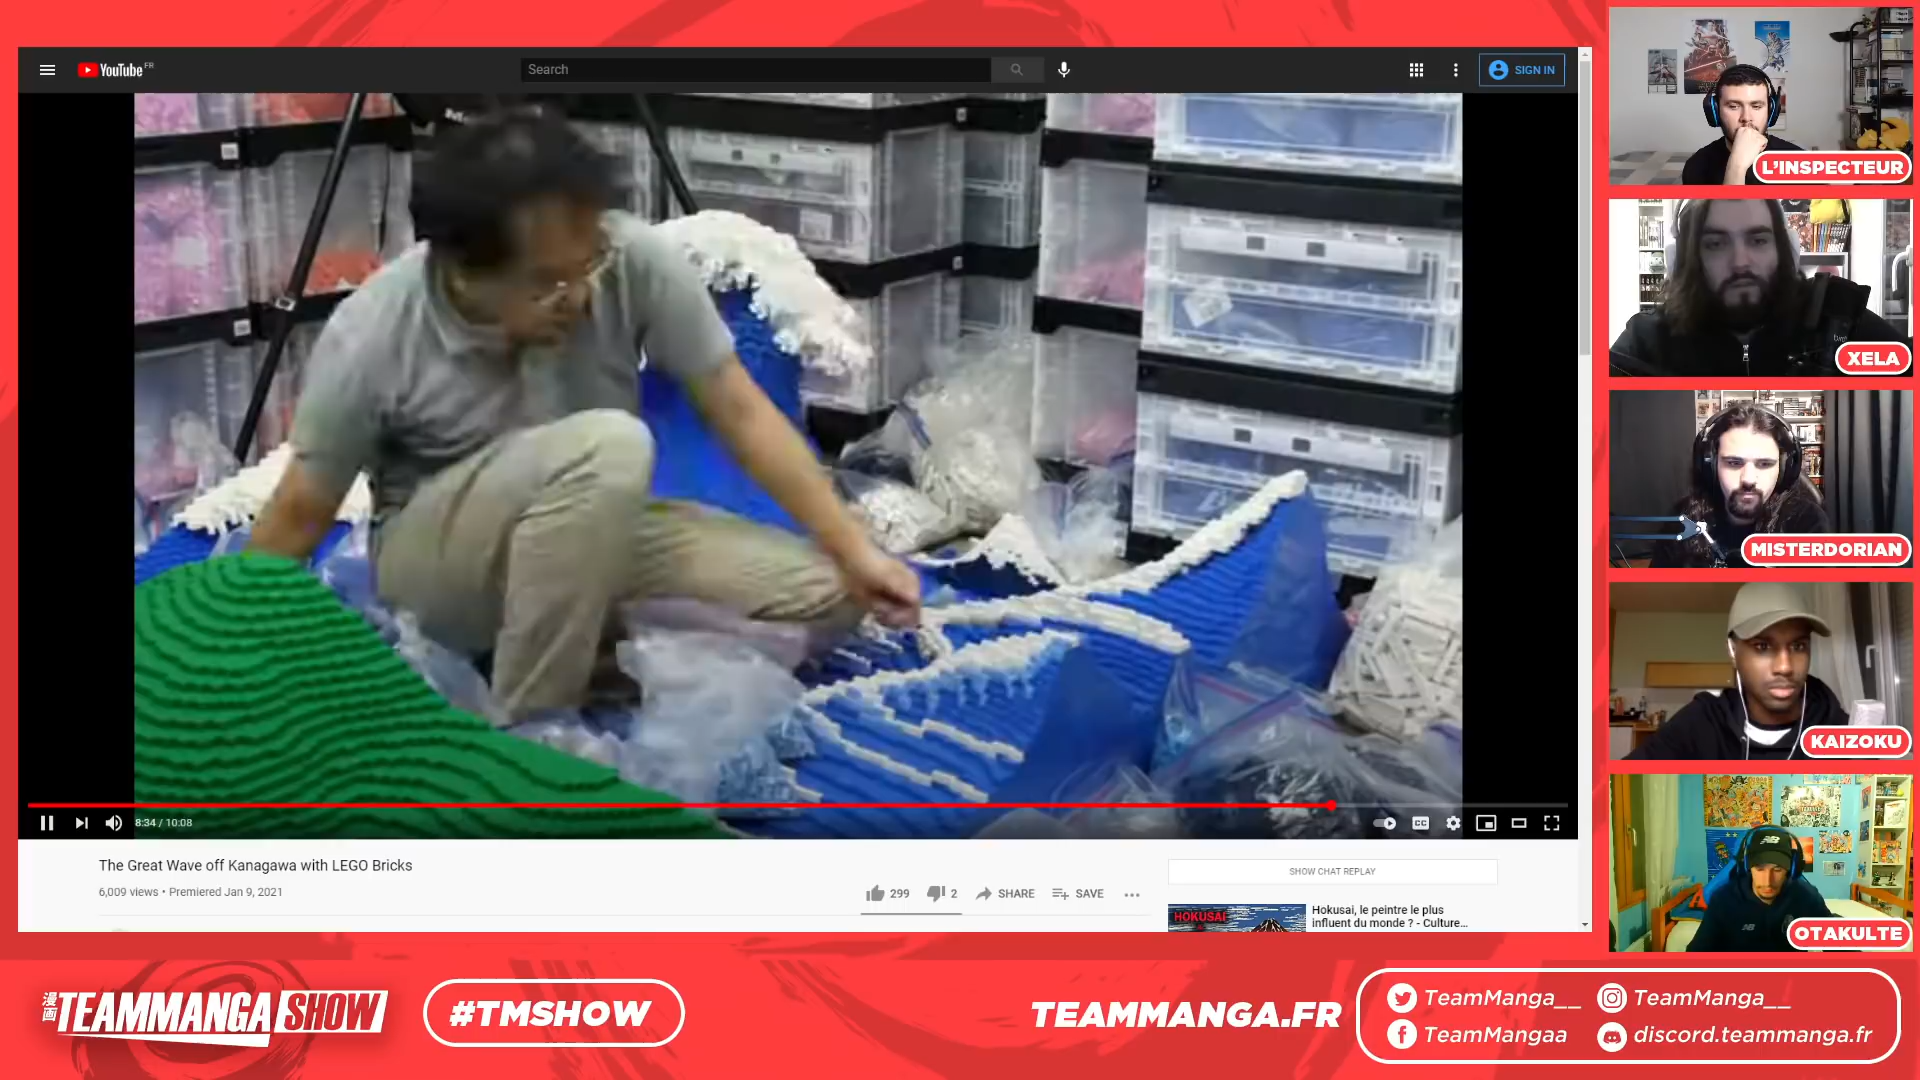 YouTube FR
Search
SIGN IN
8:34 / 10:08
CC
The Great Wave off Kanagawa with LEGO Bricks
6,009 views • Premiered Jan 9, 2021
299
2
SHARE
SAVE
SHOW CHAT REPLAY
HOKUSAI
Hokusai, le peintre le plus
influent du monde ? - Culture...
L'INSPECTEUR
XELA
MISTERDORIAN
KAIZOKU
OTAKULTE
漫画 TEAMMANGA SHOW
#TMSHOW
TEAMMANGA.FR
TeamManga__
TeamManga__
TeamMangaa
discord.teammanga.fr